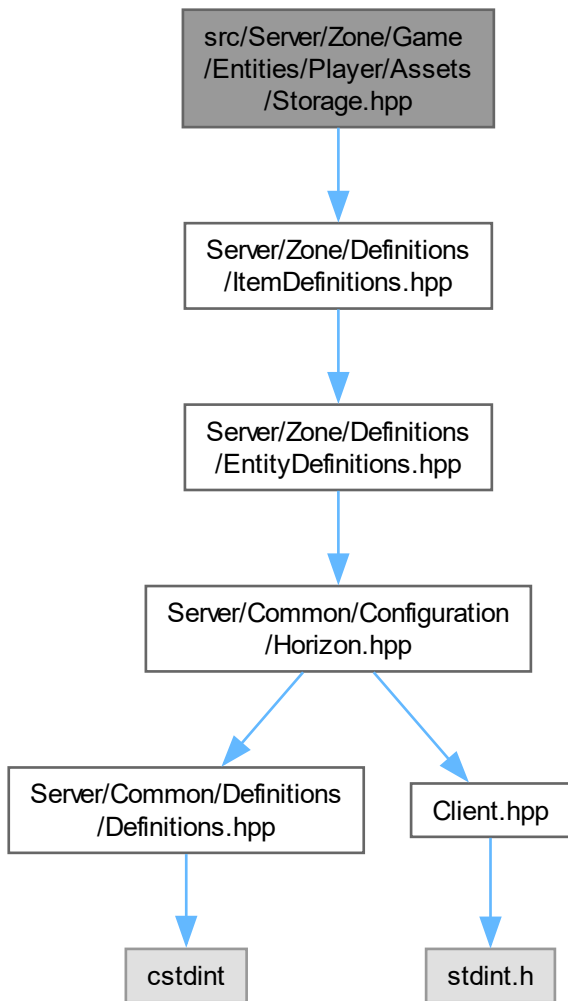 src/Server/Zone/Game
/Entities/Player/Assets
/Storage.hpp
Server/Zone/Definitions
/ItemDefinitions.hpp
Server/Zone/Definitions
/EntityDefinitions.hpp
Server/Common/Configuration
/Horizon.hpp
Server/Common/Definitions
/Definitions.hpp
Client.hpp
cstdint
stdint.h